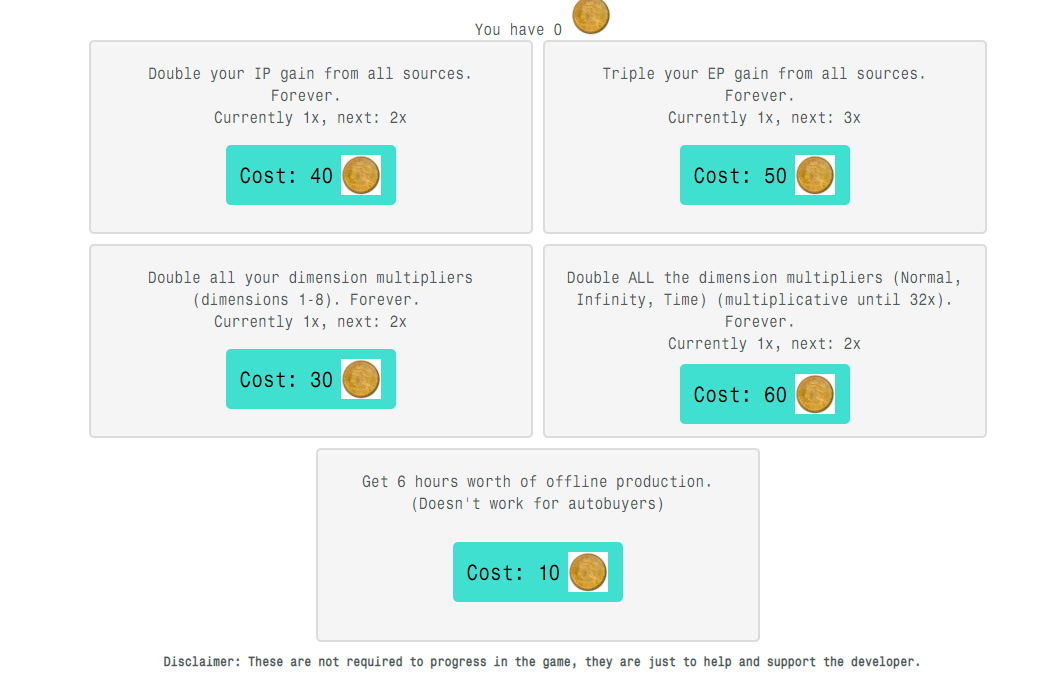 You have 0
Double your IP gain from all sources.
Forever.
Currently 1x, next: 2x
Cost: 40
Triple your EP gain from all sources.
Forever.
Currently 1x, next: 3x
Cost: 50
Double all your dimension multipliers
(dimensions 1-8). Forever.
Currently 1x, next: 2x
Cost: 30
Double ALL the dimension multipliers (Normal,
Infinity, Time) (multiplicative until 32x).
Forever.
Currently 1x, next: 2x
Cost: 60
Get 6 hours worth of offline production.
(Doesn't work for autobuyers)
Cost: 10
Disclaimer: These are not required to progress in the game, they are just to help and support the developer.